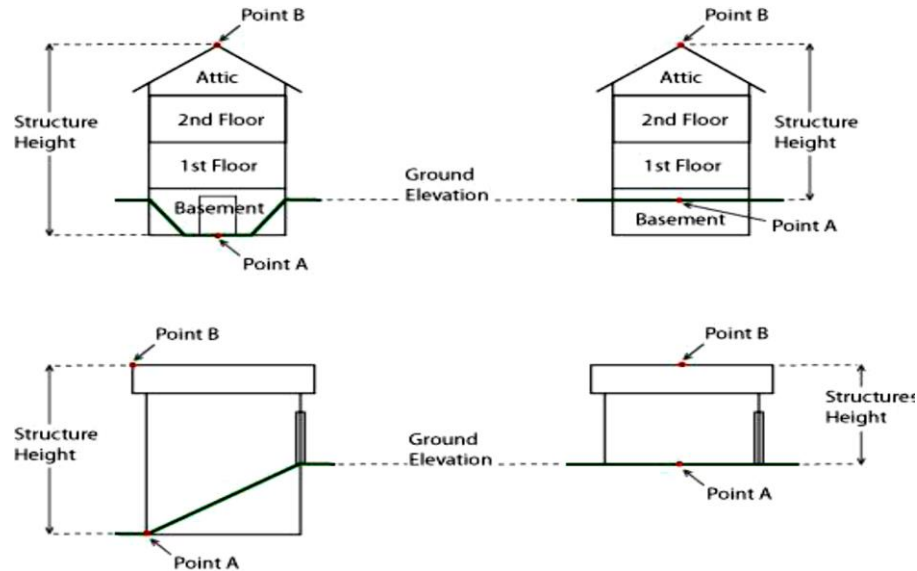 Point B
Attic
2nd Floor
1st Floor
Basement
Point A
Structure
Height
Ground
Elevation
Point B
Attic
2nd Floor
1st Floor
Basement
Point A
Structure
Height
Point B
Structure
Height
Point A
Ground
Elevation
Point B
Structures
Height
Point A